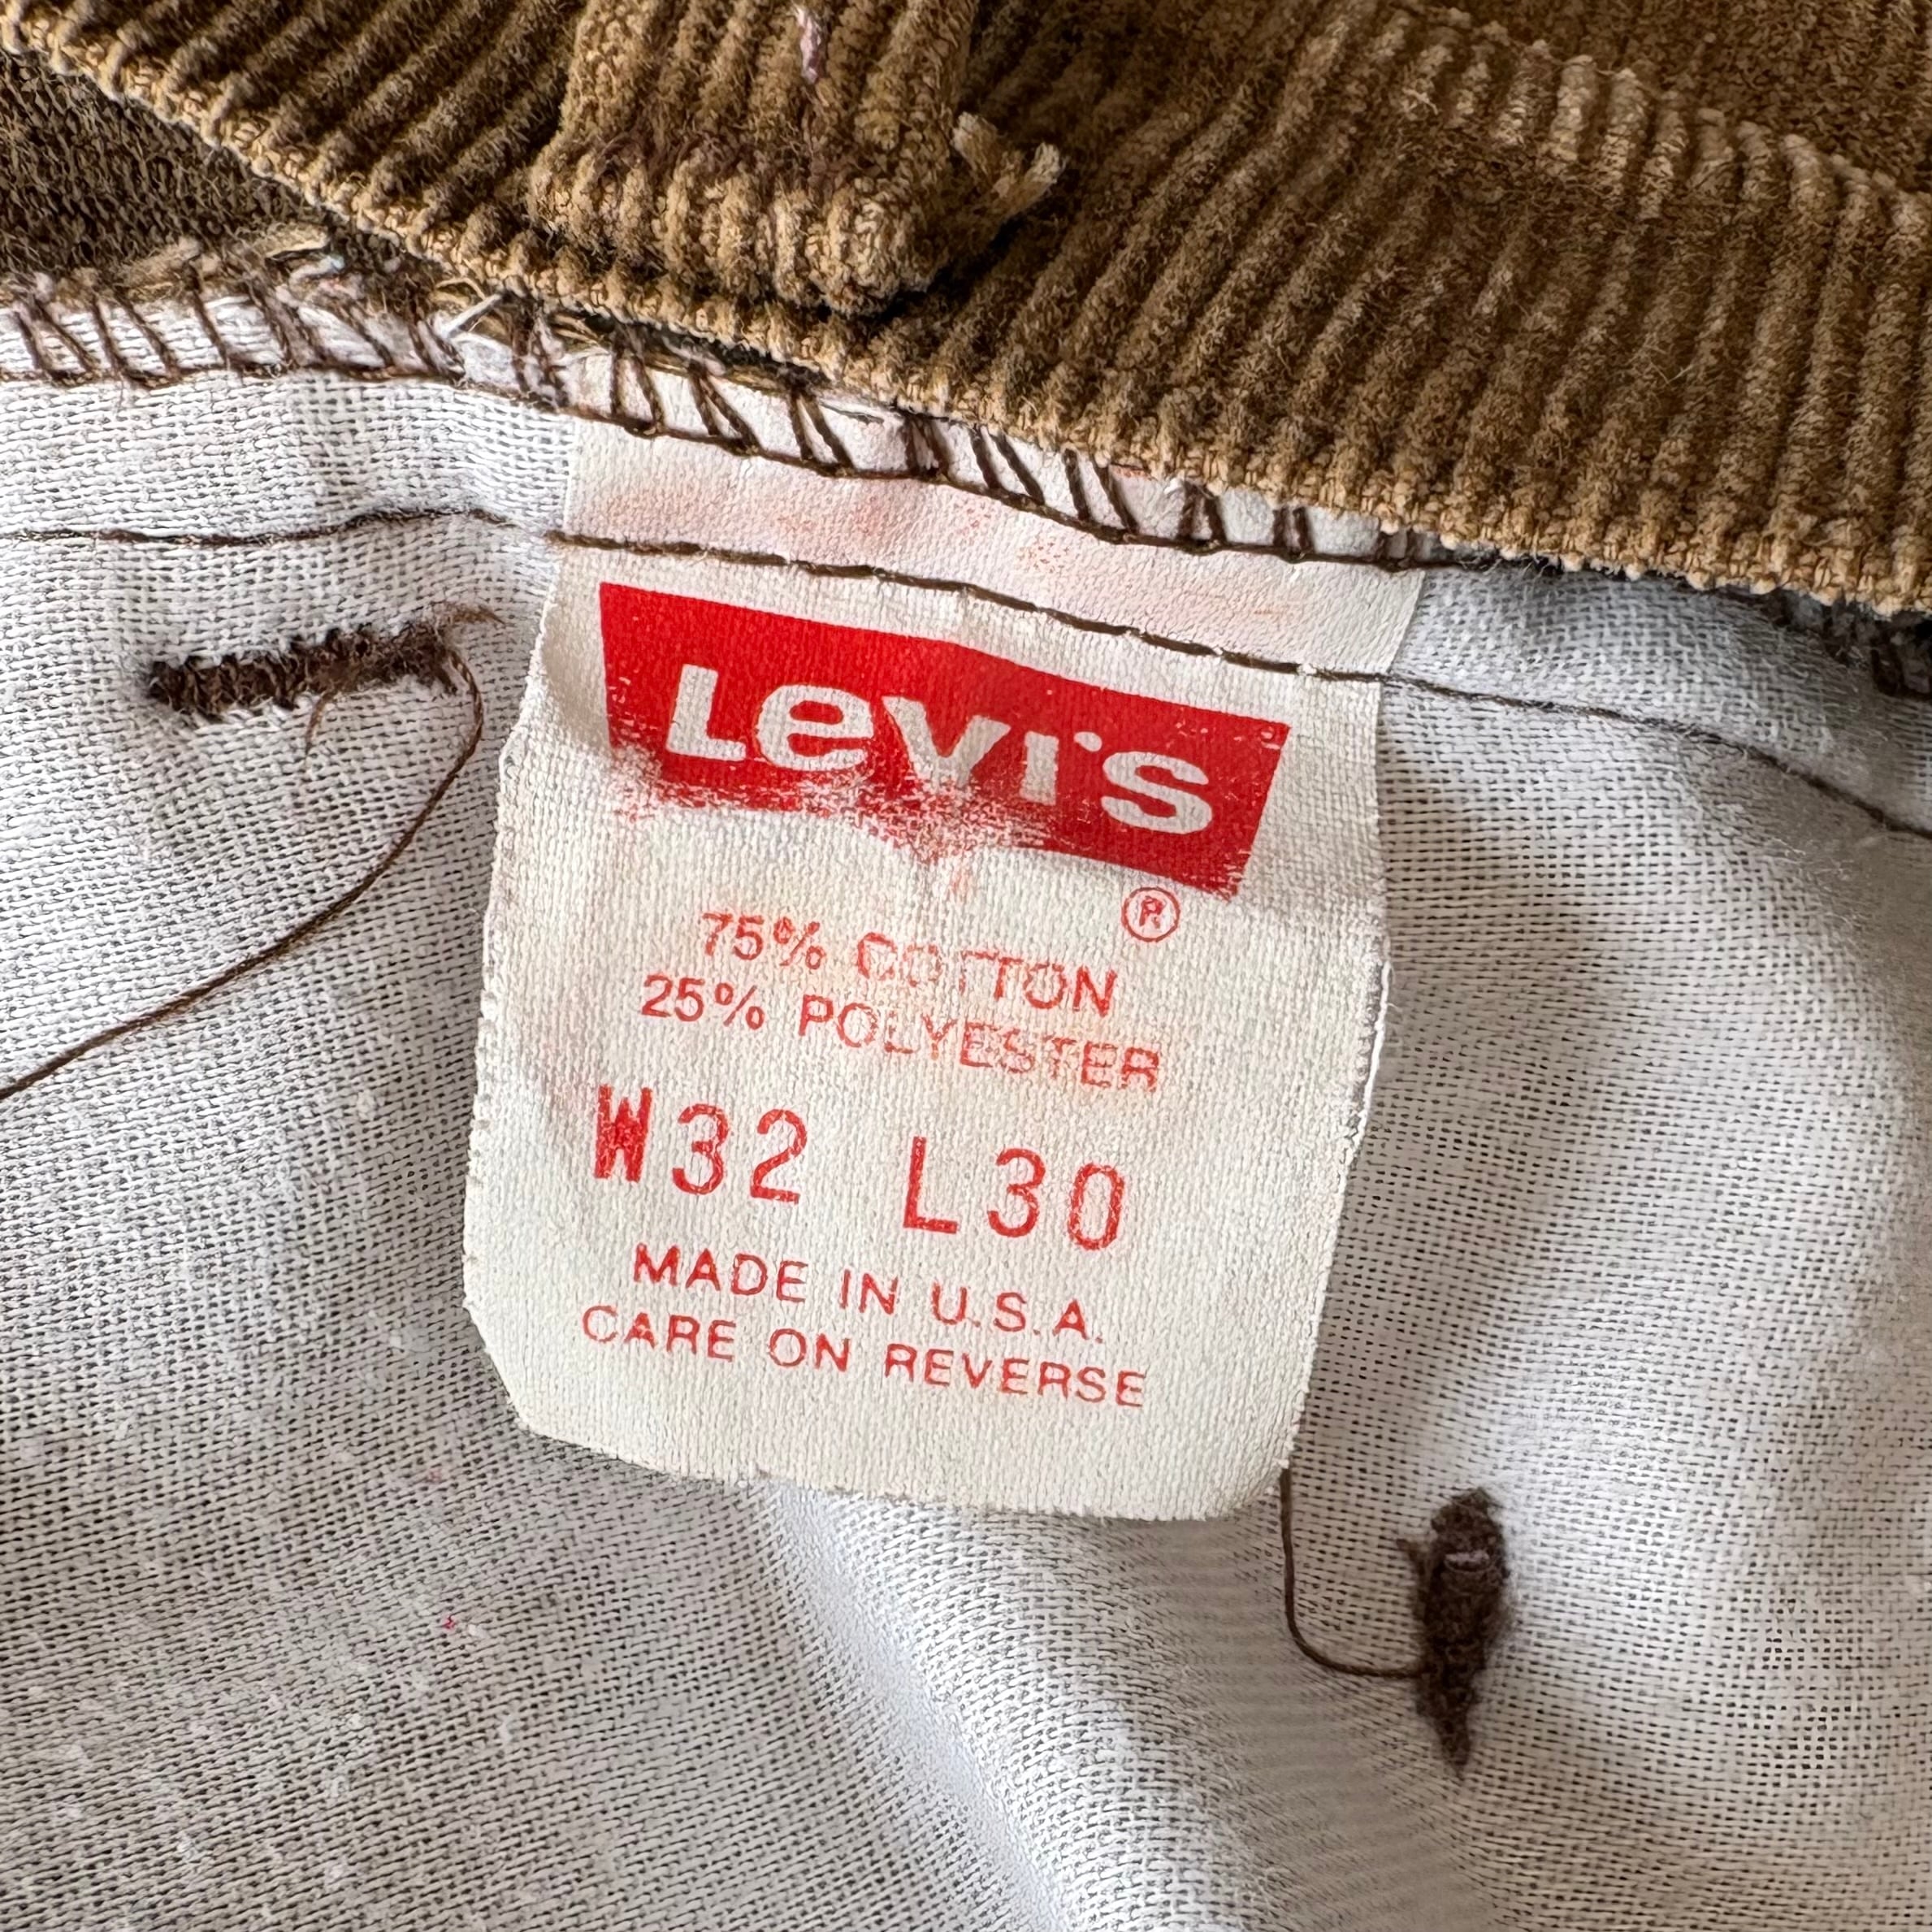 Levi's
®
75% COTTON
25% POLYESTER
W32 L30
MADE IN U.S.A.
CARE ON REVERSE